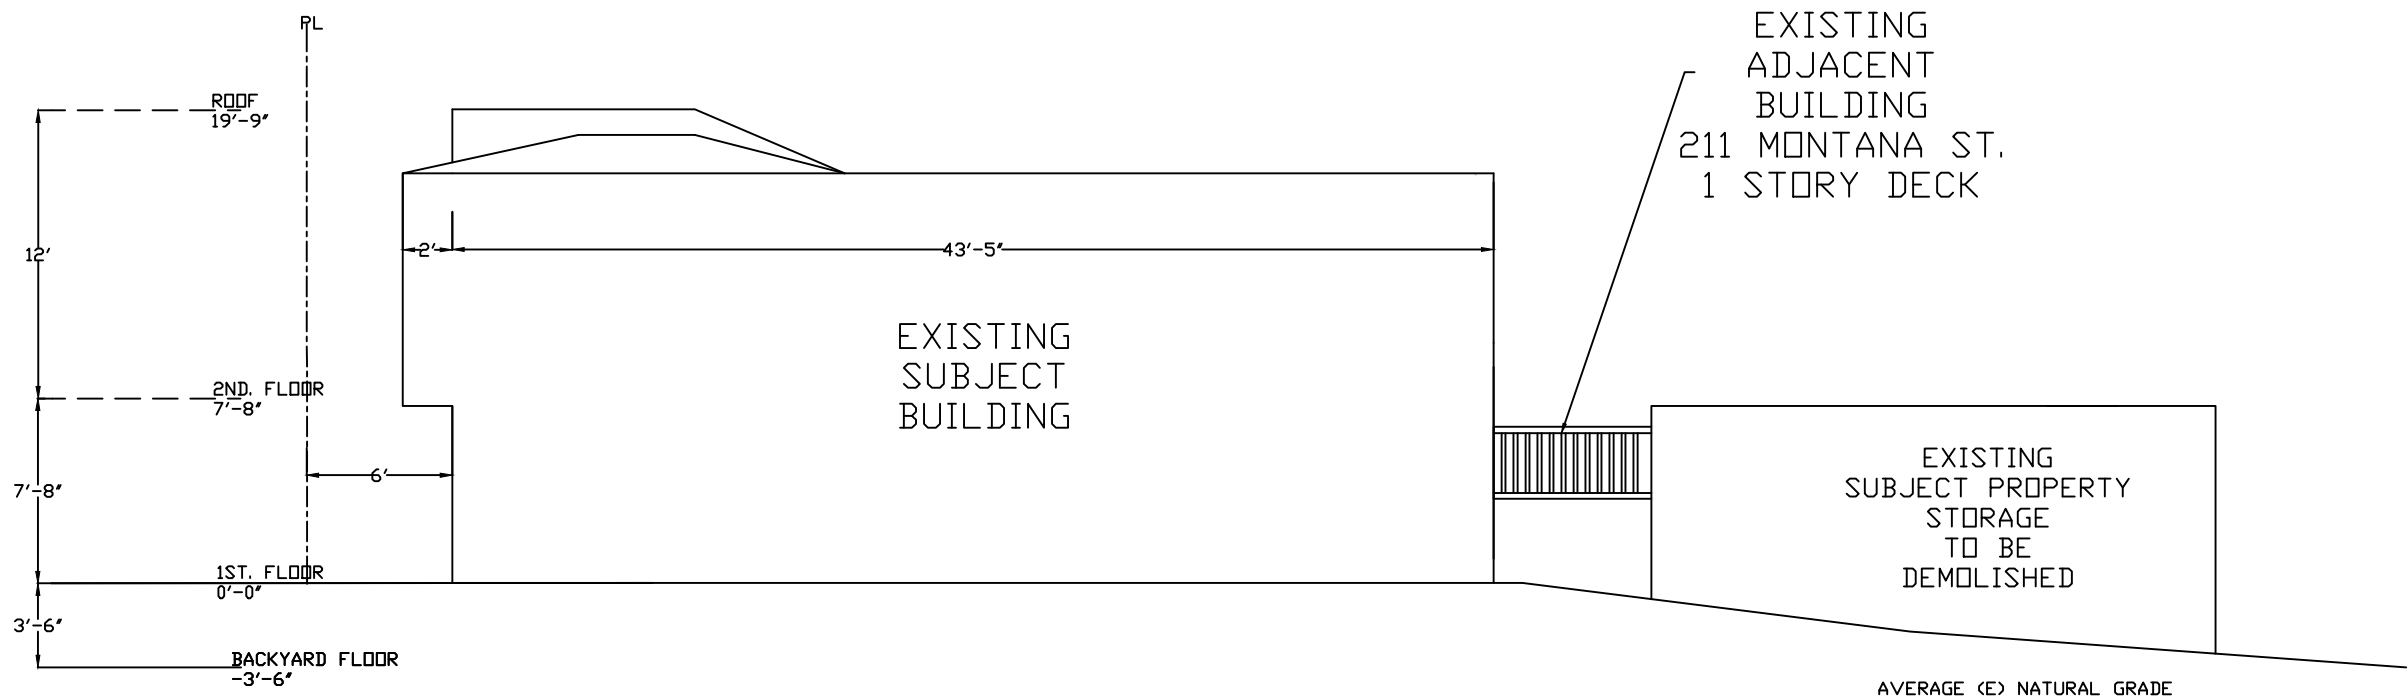 PL
EXISTING
ADJACENT
BUILDING
211 MONTANA ST.
1 STORY DECK
ROOF
19'-9"
12'
2'
43'-5"
EXISTING
SUBJECT
BUILDING
2ND. FLOOR
7'-8"
6'
7'-8"
EXISTING
SUBJECT PROPERTY
STORAGE
TO BE
DEMOLISHED
1ST. FLOOR
0'-0"
3'-6"
BACKYARD FLOOR
-3'-6"
AVERAGE (E) NATURAL GRADE